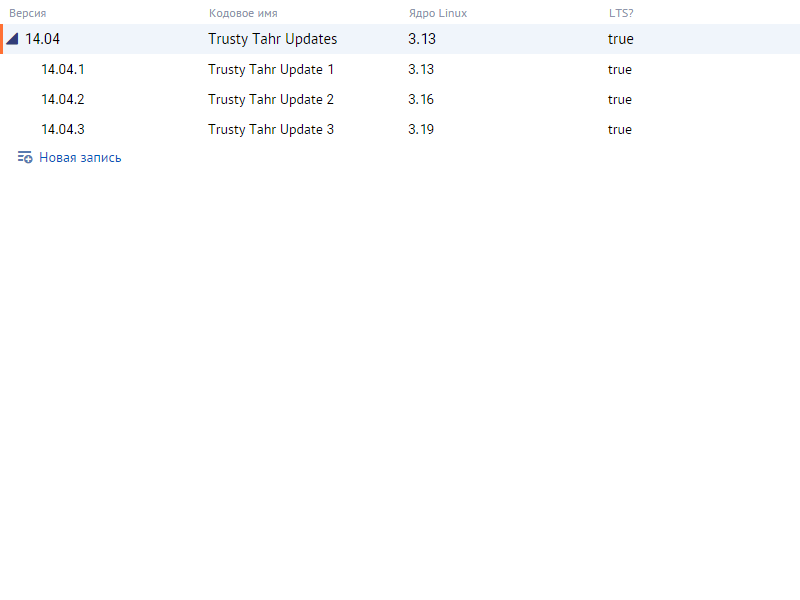 Версия Кодовое имя Ядро Linux LTS?
14.04 Trusty Tahr Updates 3.13 true
14.04.1 Trusty Tahr Update 1 3.13 true
14.04.2 Trusty Tahr Update 2 3.16 true
14.04.3 Trusty Tahr Update 3 3.19 true
Новая запись